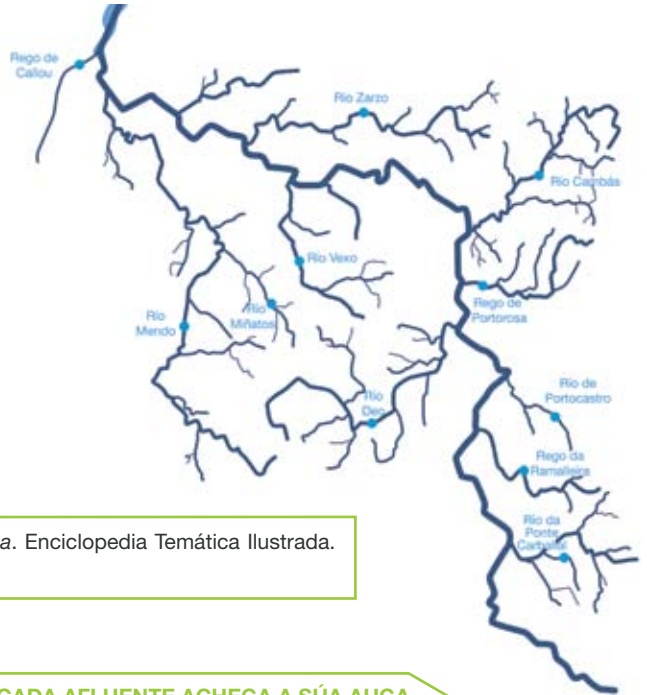 Rego de
Callou
Río Zarzo
Río Cambás
Río Vexo
Rego de
Portorosa
Río
Miñatos
Río
Mendo
Río de
Portocastro
Río
Deo
Rego da
Ramalleira
Río da
Ponte
Carballal
a. Enciclopedia Temática Ilustrada.
CADA AFLUENTE ACHEGA A SÚA AUGA